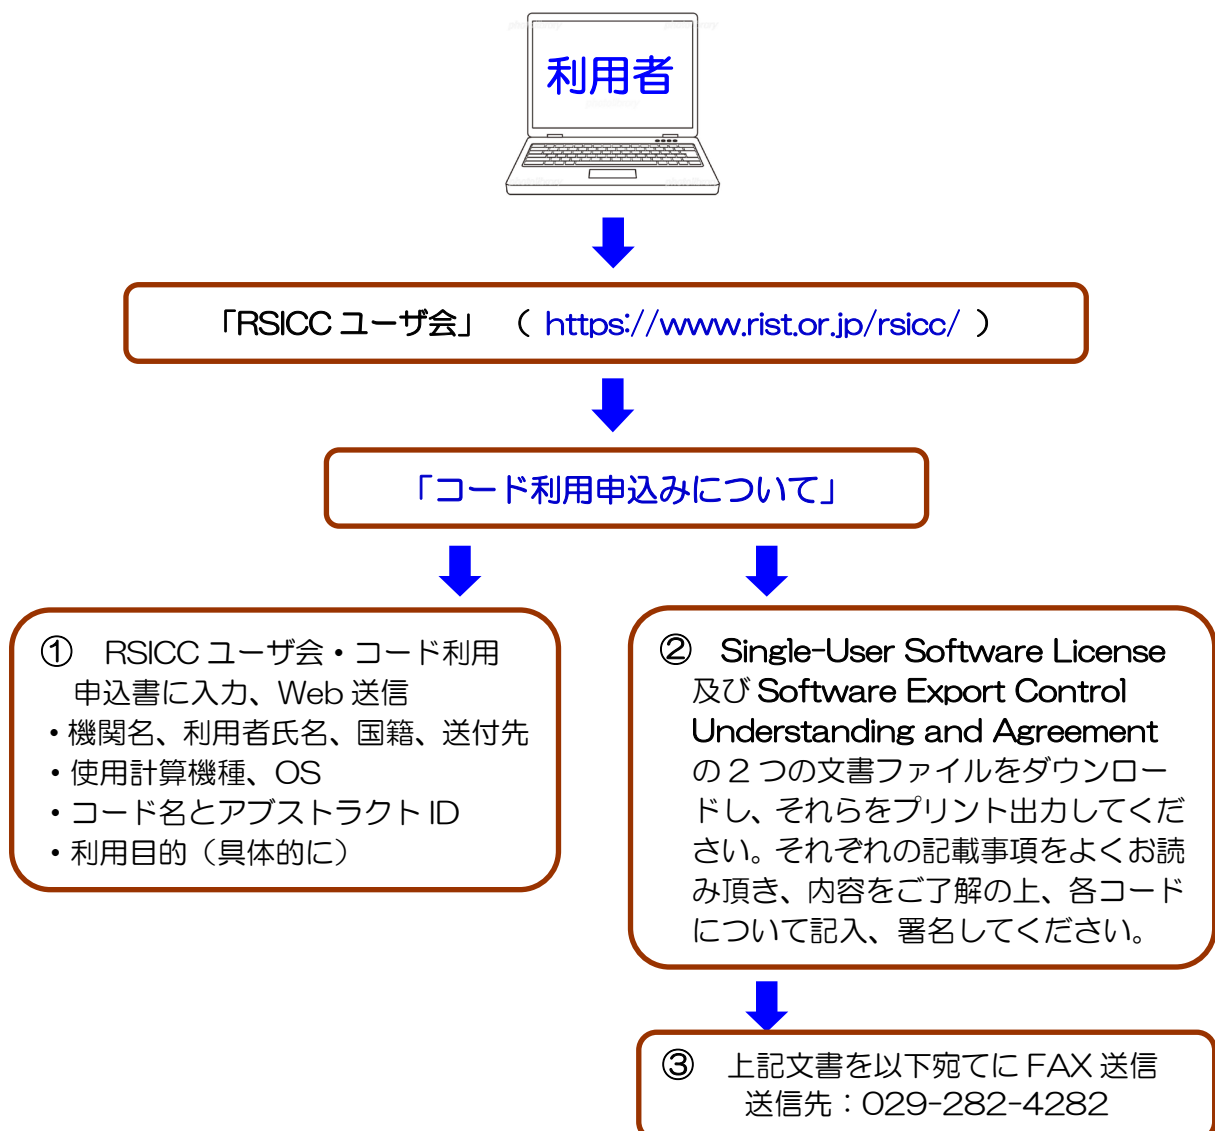 利用者
「RSICC ユーザ会」 （ https://www.rist.or.jp/rsicc/ ）
「コード利用申込みについて」
① RSICC ユーザ会・コード利用
申込書に入力、Web 送信
・機関名、利用者氏名、国籍、送付先
・使用計算機種、OS
・コード名とアブストラクト ID
・利用目的（具体的に）
② Single-User Software License
及び Software Export Control
Understanding and Agreement
の 2 つの文書ファイルをダウンロー
ドし、それらをプリント出力してくだ
さい。それぞれの記載事項をよくお読
み頂き、内容をご了解の上、各コード
について記入、署名してください。
③ 上記文書を以下宛てに FAX 送信
送信先：029-282-4282